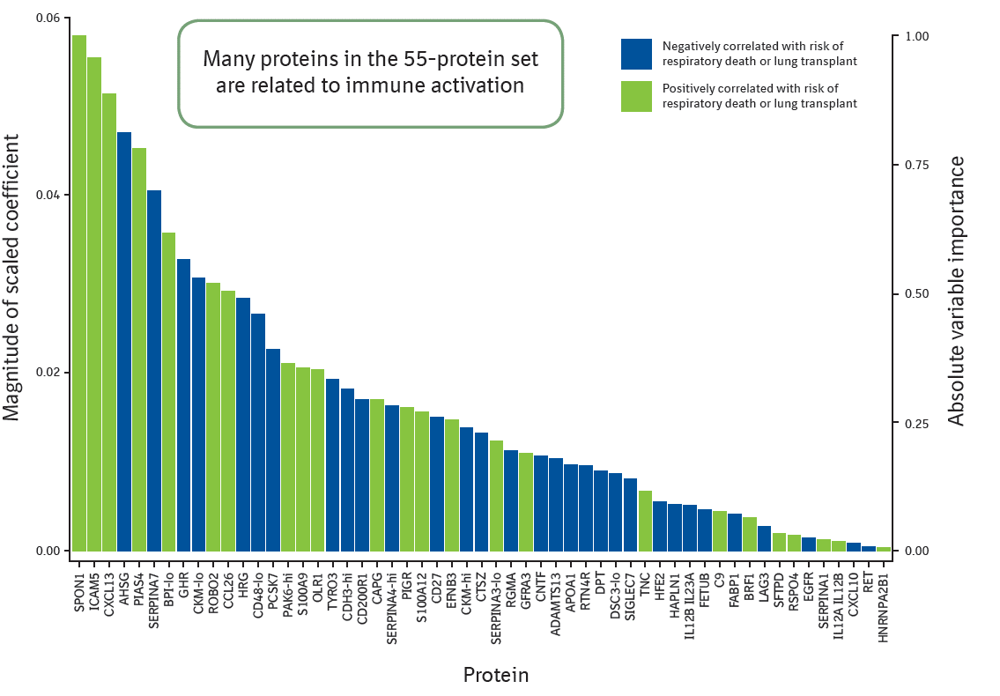 Many proteins in the 55-protein set
are related to immune activation
Negatively correlated with risk of
respiratory death or lung transplant
Positively correlated with risk of
respiratory death or lung transplant
Magnitude of scaled coefficient
0.06
0.04
0.02
0.00
1.00
0.75
0.50
0.25
0.00
Absolute variable importance
SPON1
ICAM5
CXCL13
AHSG
PIAS4
SERPINA7
BPI-lo
GHR
CKM-lo
ROBO2
CCL26
HRG
CD48-lo
PCSK7
PAK6-hi
S100A9
OLR1
TYRO3
CDH3-hi
CD200R1
CAPG
SERPINA4-hi
PIGR
S100A12
CD27
EFNB3
CKM-hi
CTSZ
SERPINA3-lo
RGMA
GFRA3
CNTF
ADAMTS13
APOA1
RTN4R
DPT
DSC3-lo
SIGLEC7
TNC
HFE2
HAPLN1
IL12B IL23A
FETUB
C9
FABP1
BRF1
LAG3
SFTPD
RSPO4
EGFR
SERPINA1
IL12A IL12B
CXCL10
RET
HNRNPA2B1
Protein